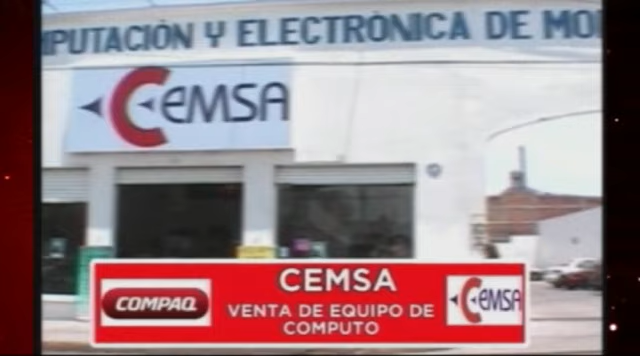 PUTACIÓN Y ELECTRÓNICA DE MO
CEMSA
CEMSA
COMPAQ
VENTA DE EQUIPO DE
COMPUTO
CEMSA